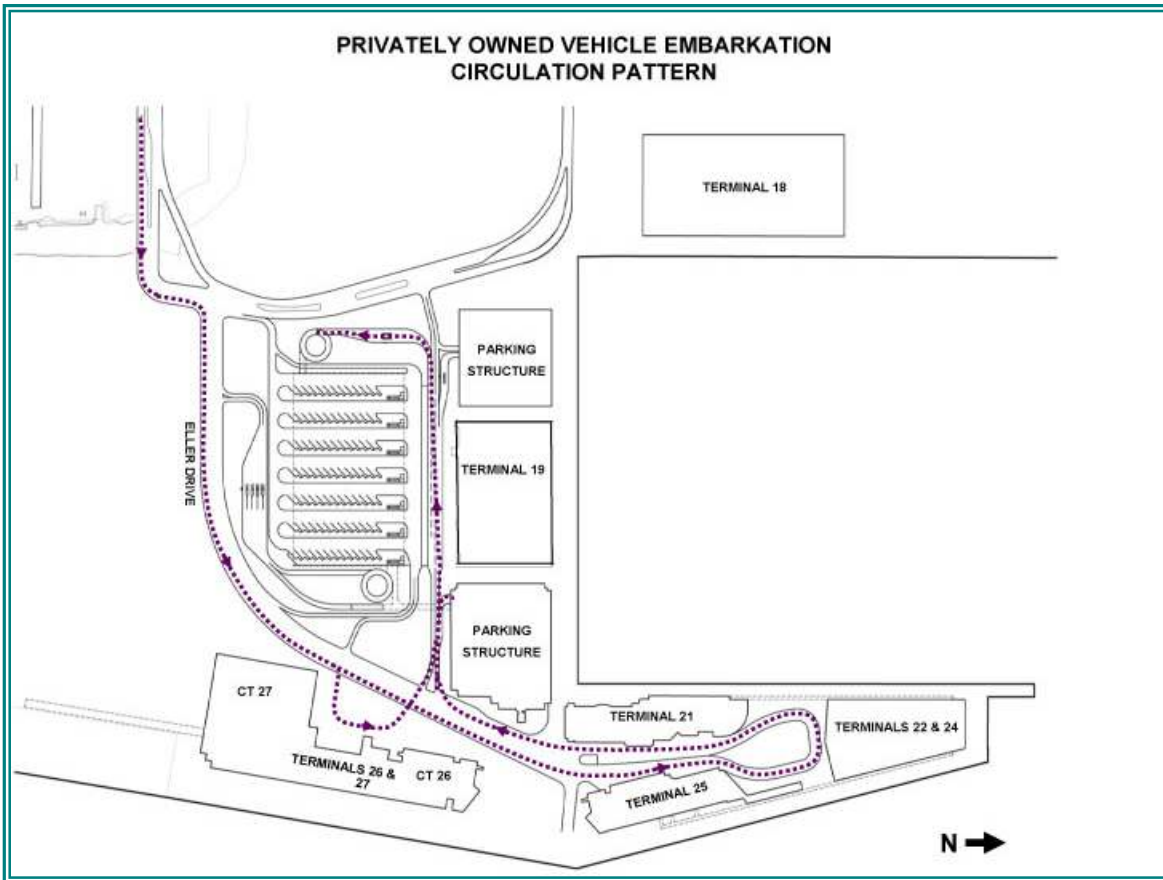 PRIVATELY OWNED VEHICLE EMBARKATION
CIRCULATION PATTERN
TERMINAL 18
PARKING
STRUCTURE
ELLER DRIVE
TERMINAL 19
PARKING
STRUCTURE
CT 27
TERMINAL 21
TERMINALS 22 & 24
TERMINALS 26 &
27
CT 26
TERMINAL 25
N